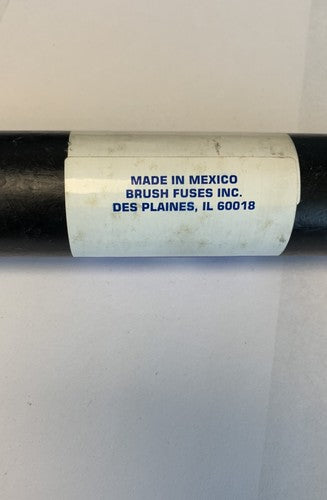 MADE IN MEXICO
BRUSH FUSES INC.
DES PLAINES, IL 60018